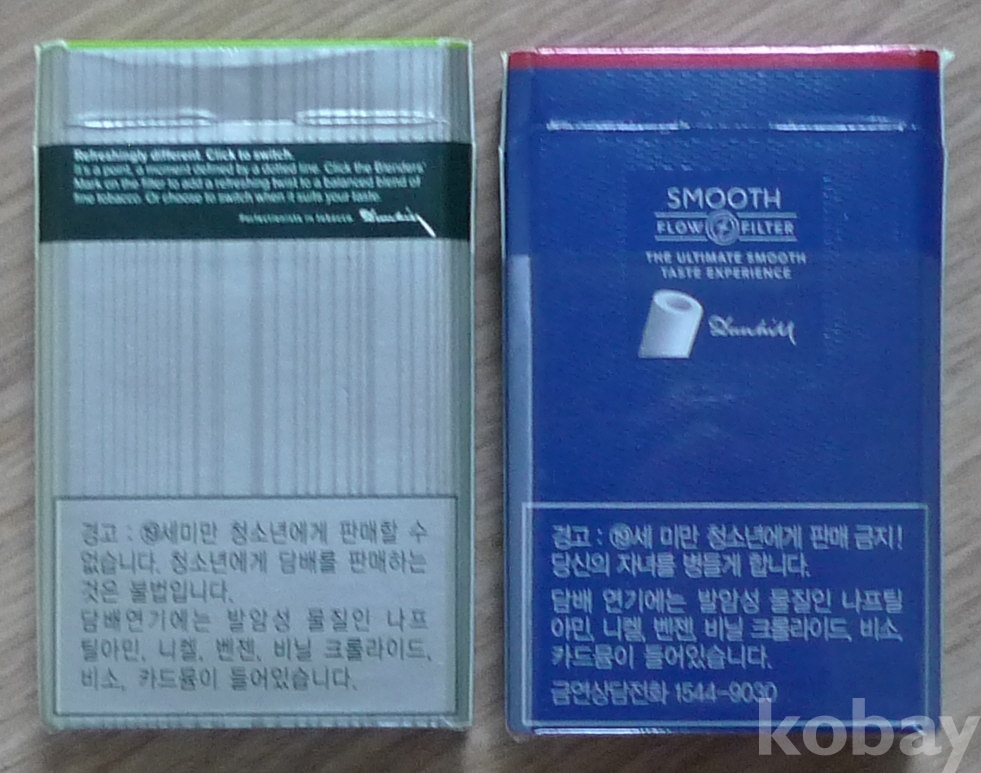 Refreshingly different. Click to switch.
It's a point, a moment defined by a dotted line. Click the Blenders'
Mark on the filter to add a refreshing twist to a balanced blend of
fine tobacco. Or choose to switch when it suits your taste.
Perfectionists in tobacco Dunhill
경고 : 19세미만 청소년에게 판매할 수
없습니다. 청소년에게 담배를 판매하는
것은 불법입니다.
담배연기에는 발암성 물질인 나프
틸아민, 니켈, 벤젠, 비닐 크롤라이드,
비소, 카드뮴이 들어있습니다.
SMOOTH
FLOW FILTER
THE ULTIMATE SMOOTH
TASTE EXPERIENCE
Dunhill
경고 : 19세 미만 청소년에게 판매 금지!
당신의 자녀를 병들게 합니다.
담배 연기에는 발암성 물질인 나프틸
아민, 니켈, 벤젠, 비닐 크롤라이드, 비소,
카드뮴이 들어있습니다.
금연상담전화 1544-9030
kobay